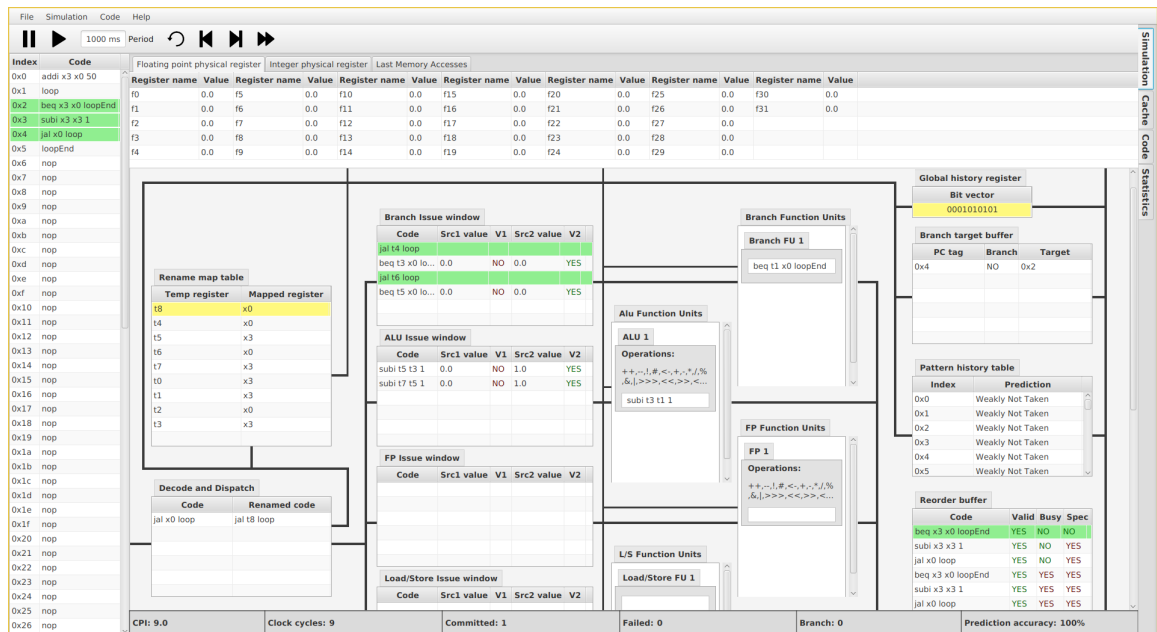 File Simulation Code Help
1000 ms Period
Index Code
0x0 addi x3 x0 50
0x1 loop
0x2 beq x3 x0 loopEnd
0x3 subi x3 x3 1
0x4 jal x0 loop
0x5 loopEnd
0x6 nop
0x7 nop
0x8 nop
0x9 nop
0xa nop
0xb nop
0xc nop
0xd nop
0xe nop
0xf nop
0x10 nop
0x11 nop
0x12 nop
0x13 nop
0x14 nop
0x15 nop
0x16 nop
0x17 nop
0x18 nop
0x19 nop
0x1a nop
0x1b nop
0x1c nop
0x1d nop
0x1e nop
0x1f nop
0x20 nop
0x21 nop
0x22 nop
0x23 nop
0x24 nop
0x25 nop
0x26 nop
Floating point physical register Integer physical register Last Memory Accesses
Register name Value Register name Value Register name Value Register name Value Register name Value Register name Value Register name Value
f0 0.0 f5 0.0 f10 0.0 f15 0.0 f20 0.0 f25 0.0 f30 0.0
f1 0.0 f6 0.0 f11 0.0 f16 0.0 f21 0.0 f26 0.0 f31 0.0
f2 0.0 f7 0.0 f12 0.0 f17 0.0 f22 0.0 f27 0.0
f3 0.0 f8 0.0 f13 0.0 f18 0.0 f23 0.0 f28 0.0
f4 0.0 f9 0.0 f14 0.0 f19 0.0 f24 0.0 f29 0.0
Rename map table
Temp register Mapped register
t8 x0
t4 x0
t5 x3
t6 x0
t7 x3
t0 x3
t1 x3
t2 x0
t3 x3
Decode and Dispatch
Code Renamed code
jal x0 loop jal t8 loop
Branch Issue window
Code Src1 value V1 Src2 value V2
jal t4 loop
beq t3 x0 lo... 0.0 NO 0.0 YES
jal t6 loop
beq t5 x0 lo... 0.0 NO 0.0 YES
ALU Issue window
Code Src1 value V1 Src2 value V2
subi t5 t3 1 0.0 NO 1.0 YES
subi t7 t5 1 0.0 NO 1.0 YES
FP Issue window
Code Src1 value V1 Src2 value V2
Load/Store Issue window
Code Src1 value V1 Src2 value V2
Alu Function Units
ALU 1
Operations:
++,--,!,#,<-,+,-,*,/,%
,&,|,>>>,<<,>>,<...
subi t3 t1 1
L/S Function Units
Load/Store FU 1
Branch Function Units
Branch FU 1
beq t1 x0 loopEnd
FP Function Units
FP 1
Operations:
++,--,!,#,<-,+,-,*,/,%
,&,|,>>>,<<,>>,<...
Global history register
Bit vector
0001010101
Branch target buffer
PC tag Branch Target
0x4 NO 0x2
Pattern history table
Index Prediction
0x0 Weakly Not Taken
0x1 Weakly Not Taken
0x2 Weakly Not Taken
0x3 Weakly Not Taken
0x4 Weakly Not Taken
0x5 Weakly Not Taken
Reorder buffer
Code Valid Busy Spec
beq x3 x0 loopEnd YES NO NO
subi x3 x3 1 YES NO YES
jal x0 loop YES NO YES
beq x3 x0 loopEnd YES YES YES
subi x3 x3 1 YES YES YES
jal x0 loop YES YES YES
Simulation
Cache
Code
Statistics
CPI: 9.0 Clock cycles: 9 Committed: 1 Failed: 0 Branch: 0 Prediction accuracy: 100%